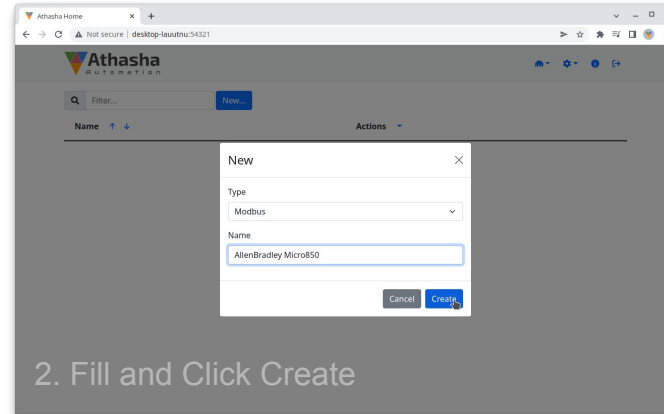 Athasha Home
Not secure | desktop-lauutnu:54321
Athasha
Automation
Filter...
New...
Name
Actions
New
Type
Modbus
Name
AllenBradley Micro850
Cancel
Create
2. Fill and Click Create